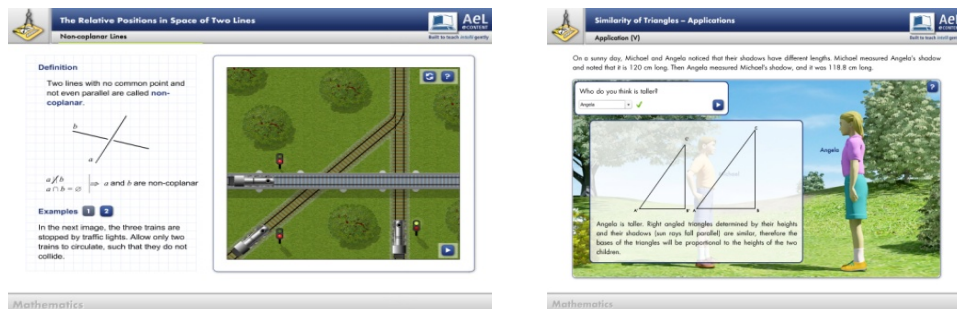 The Relative Positions in Space of Two Lines
Non-coplanar Lines
AeL
eCONTENT
Built to teach intelligently
Definition
Two lines with no common point and
not even parallel are called non-
coplanar.
b
a
a ∦ b
a ∩ b = ∅
⇒ a and b are non-coplanar
Examples 1 2
In the next image, the three trains are
stopped by traffic lights. Allow only two
trains to circulate, such that they do not
collide.
?
Mathematics
Similarity of Triangles – Applications
Application (V)
AeL
eCONTENT
On a sunny day, Michael and Angela noticed that their shadows have different lengths. Michael measured Angela's shadow
and noted that it is 120 cm long. Then Angela measured Michael's shadow, and it was 118.8 cm long.
?
Who do you think is taller?
Angela
Angela
Angela is taller. Right angled triangles determined by their heights
and their shadows (sun rays fall parallel) are similar, therefore the
bases of the triangles will be proportional to the heights of the two
children.
Mathematics